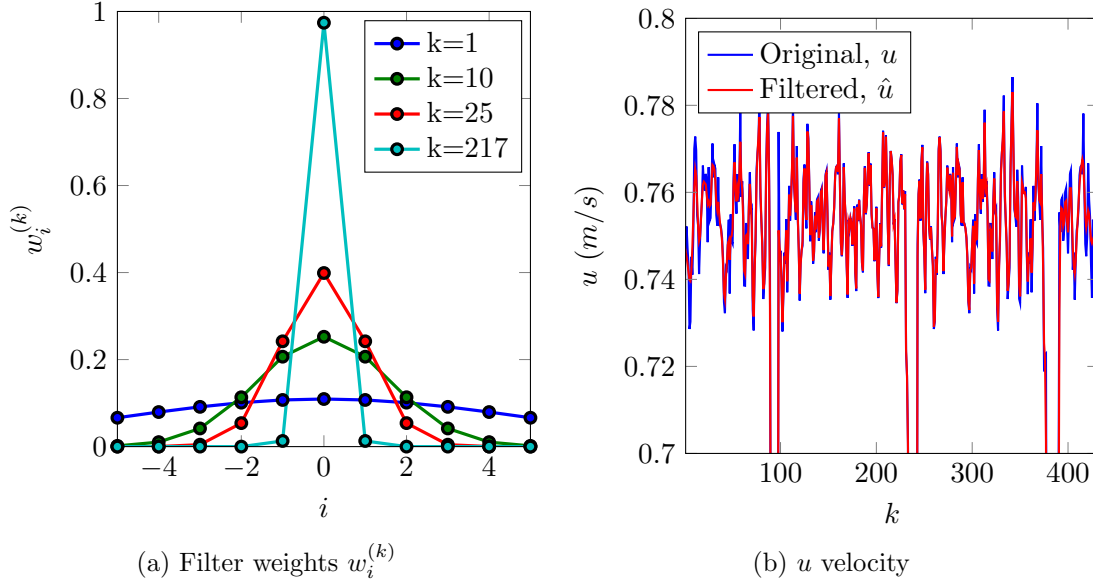 1
0.8
0.6
0.4
0.2
0
w_i^{(k)}
k=1
k=10
k=25
k=217
−4 −2 0 2 4
i
(a) Filter weights w_i^{(k)}
0.8
0.78
0.76
0.74
0.72
0.7
u (m/s)
Original, u
Filtered, û
100 200 300 400
k
(b) u velocity